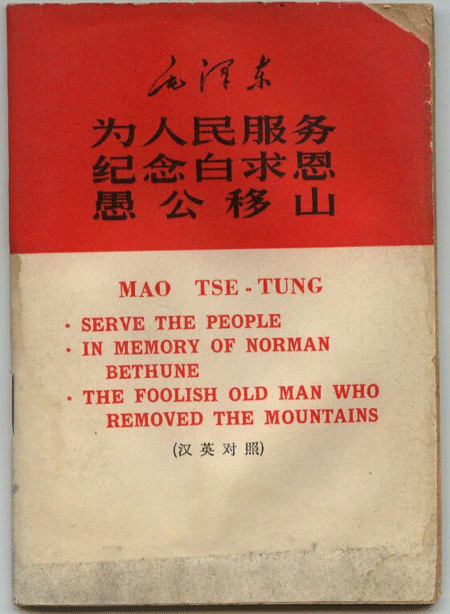 毛泽东
为人民服务
纪念白求恩
愚公移山
MAO TSE-TUNG
· SERVE THE PEOPLE
· IN MEMORY OF NORMAN
BETHUNE
· THE FOOLISH OLD MAN WHO
REMOVED THE MOUNTAINS
(汉英对照)